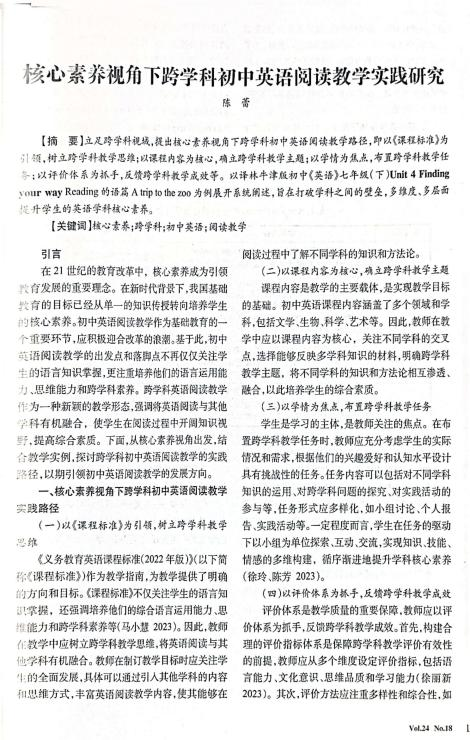 核心素养视角下跨学科初中英语阅读教学实践研究
陈 蕾
【摘 要】立足跨学科视域,提出核心素养视角下跨学科初中英语阅读教学路径,即以《课程标准》为
引领,树立跨学科教学思维;以课程内容为核心,确立跨学科教学主题;以学情为焦点,布置跨学科教学任
务;以评价体系为抓手,反馈跨学科教学成效等。以译林牛津版初中《英语》七年级(下)Unit 4 Finding
your way Reading 的语篇 A trip to the zoo 为例展开系统阐述,旨在打破学科之间的壁垒,多维度、多层面
提升学生的英语学科核心素养。
【关键词】核心素养;跨学科;初中英语;阅读教学
引言
在 21 世纪的教育改革中,核心素养成为引领
教育发展的重要理念。在新时代背景下,我国基础
教育的目标已经从单一的知识传授转向培养学生
的核心素养。初中英语阅读教学作为基础教育的一
个重要环节,应积极迎合改革的浪潮。基于此,初中
英语阅读教学的出发点和落脚点不再仅仅关注学
生的语言知识掌握,更注重培养他们的语言运用能
力、思维能力和跨学科素养。跨学科英语阅读教学
作为一种新颖的教学形态,强调将英语阅读与其他
学科有机融合,使学生在阅读过程中开阔知识视
野,提高综合素质。下面,从核心素养视角出发,结
合教学实例,探讨跨学科初中英语阅读教学的实践
路径,以期引领初中英语阅读教学的发展方向。
一、核心素养视角下跨学科初中英语阅读教学
实践路径
(一)以《课程标准》为引领,树立跨学科教学
思维
《义务教育英语课程标准(2022 年版)》(以下简
称《课程标准》)作为教学指南,为教学提供了明确
的方向和目标。《课程标准》不仅关注学生的语言知
识掌握,还强调培养他们的综合语言运用能力、思
维能力和跨学科素养等(马小慧 2023)。因此,教师
在教学中应树立跨学科教学思维,将英语阅读与其
他学科有机融合。教师在制订教学目标时应关注学
生的全面发展,具体可以通过引入其他学科的内容
和思维方式,丰富英语阅读教学内容,使其能够在
阅读过程中了解不同学科的知识和方法论。
(二)以课程内容为核心,确立跨学科教学主题
课程内容是教学的主要载体,是实现教学目标
的基础。初中英语课程内容涵盖了多个领域和学
科,包括文学、生物、科学、艺术等。因此,教师在教
学中应以课程内容为核心,关注不同学科的交叉
点,选择能够反映多学科知识的材料,明确跨学科
教学主题,将不同学科的知识和方法论相互渗透、
融合,以此培养学生的综合素质。
(三)以学情为焦点,布置跨学科教学任务
学生是学习的主体,是教师关注的焦点。在布
置跨学科教学任务时,教师应充分考虑学生的实际
情况和需求,根据他们的兴趣爱好和认知水平设计
具有挑战性的任务。任务内容可以包括对不同学科
知识的运用、对跨学科问题的探究、对实践活动的
参与等,任务形式应多样化,如小组讨论、个人报
告、实践活动等。一定程度而言,学生在任务的驱动
下以小组为单位探索、互动、交流,实现知识、技能、
情感的多维构建,循序渐进地提升学科核心素养
(徐玲、陈芳 2023)。
(四)以评价体系为抓手,反馈跨学科教学成效
评价体系是教学质量的重要保障,教师应以评
价体系为抓手,反馈跨学科教学成效。首先,构建合
理的评价指标体系是保障跨学科教学评价有效性
的前提,教师应从多个维度设定评价指标,包括语
言能力、文化意识、思维品质和学习能力(徐丽新
2023)。其次,评价方法应注重多样性和综合性,如
Vol.24 No.18 1